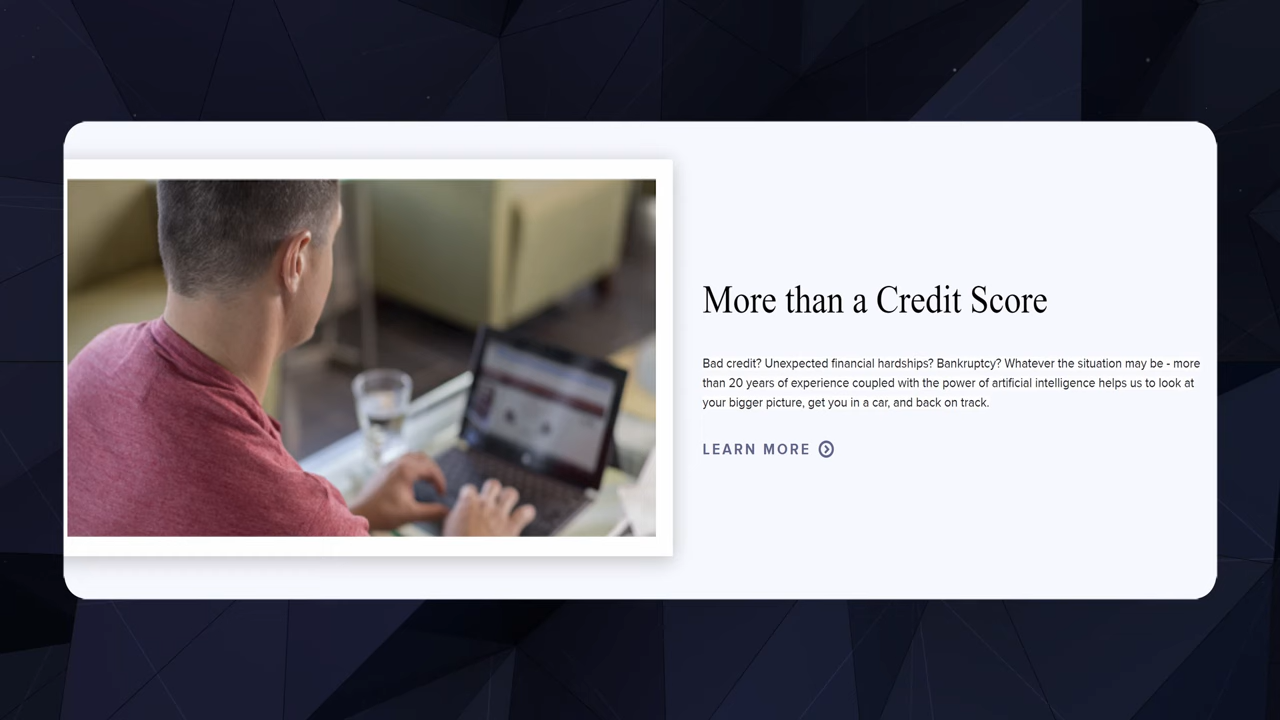 More than a Credit Score
Bad credit? Unexpected financial hardships? Bankruptcy? Whatever the situation may be - more
than 20 years of experience coupled with the power of artificial intelligence helps us to look at
your bigger picture, get you in a car, and back on track.
LEARN MORE